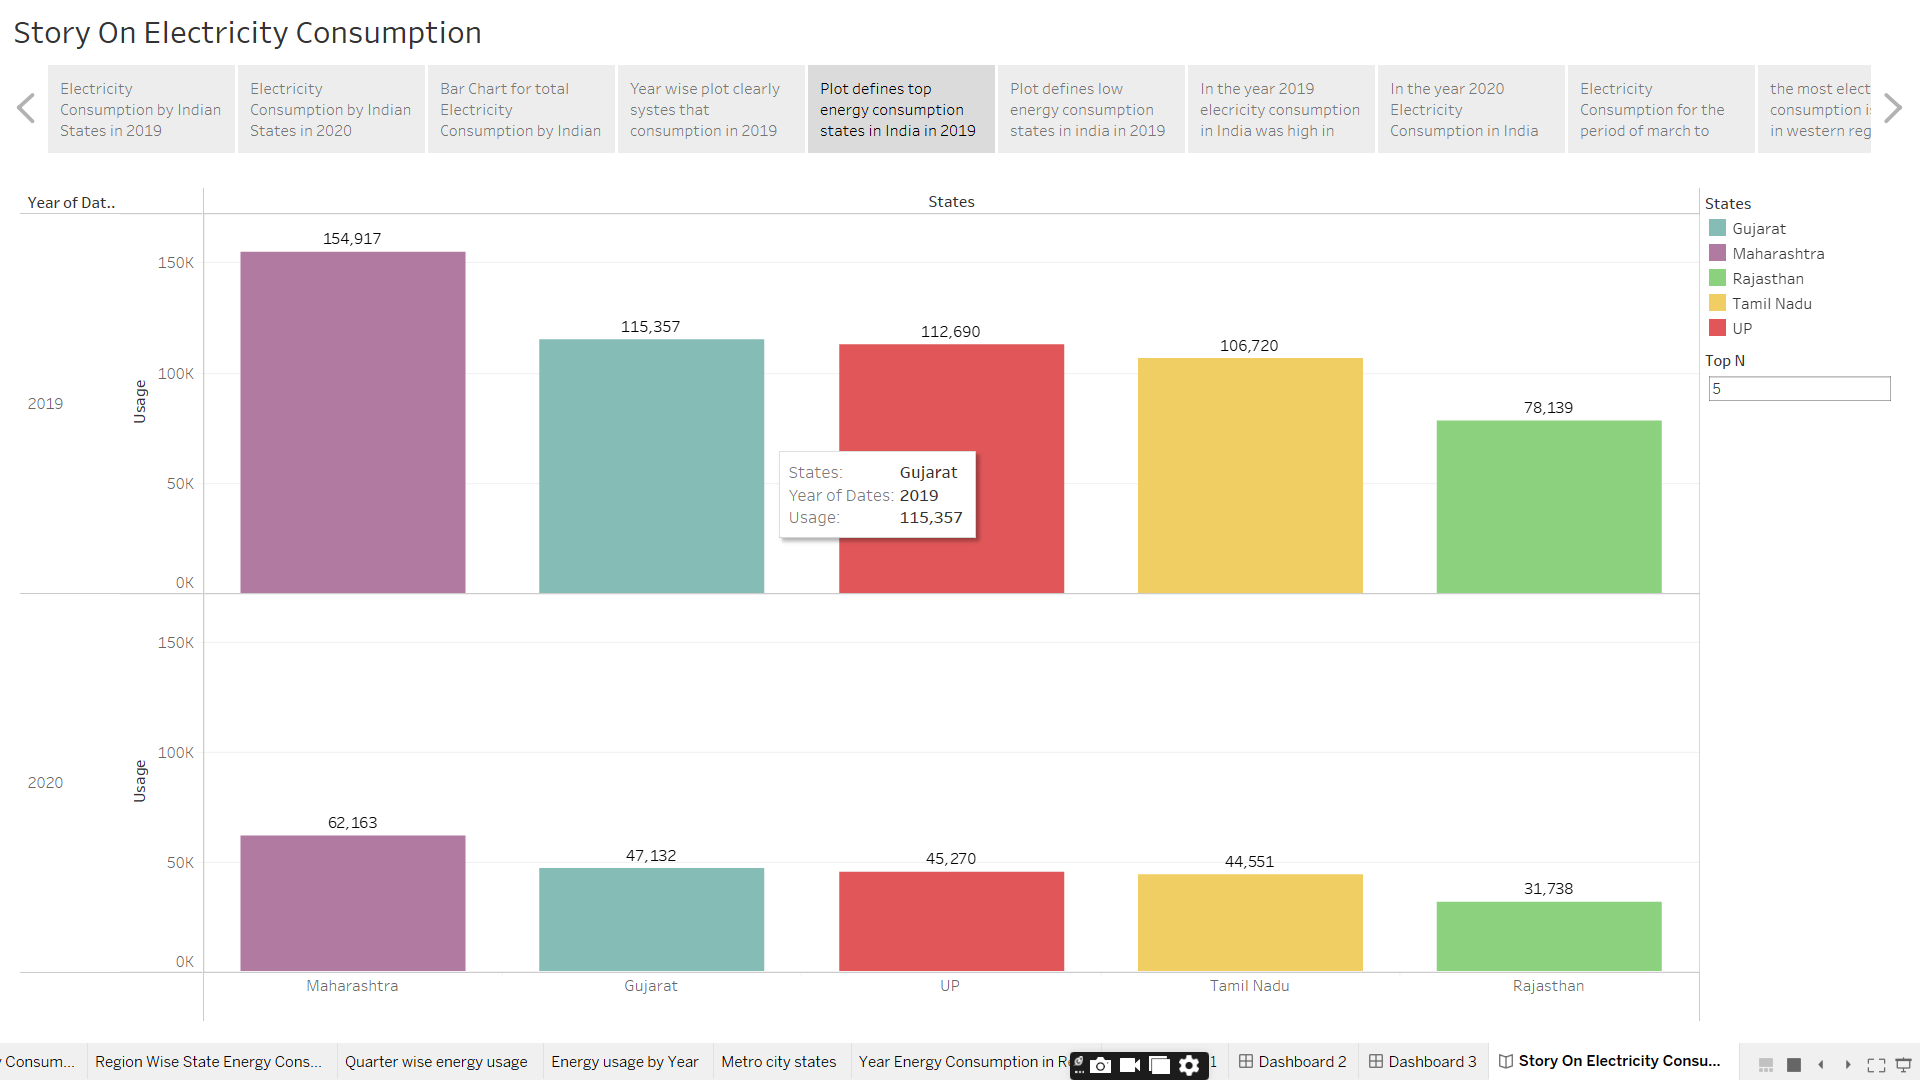 Story On Electricity Consumption
Electricity
Consumption by Indian
States in 2019
Electricity
Consumption by Indian
States in 2020
Bar Chart for total
Electricity
Consumption by Indian
Year wise plot clearly
systes that
consumption in 2019
Plot defines top
energy consumption
states in India in 2019
Plot defines low
energy consumption
states in india in 2019
In the year 2019
elecricity consumption
in India was high in
In the year 2020
Electricity
Consumption in India
Electricity
Consumption for the
period of march to
the most elect
consumption i
in western reg
Year of Dat..
States
2019
Usage
150K
100K
50K
0K
154,917
115,357
112,690
106,720
78,139
States: Gujarat
Year of Dates: 2019
Usage: 115,357
2020
Usage
150K
100K
50K
0K
62,163
47,132
45,270
44,551
31,738
Maharashtra
Gujarat
UP
Tamil Nadu
Rajasthan
States
Gujarat
Maharashtra
Rajasthan
Tamil Nadu
UP
Top N
5
y Consum...
Region Wise State Energy Cons...
Quarter wise energy usage
Energy usage by Year
Metro city states
Year Energy Consumption in R
1
Dashboard 2
Dashboard 3
Story On Electricity Consu...